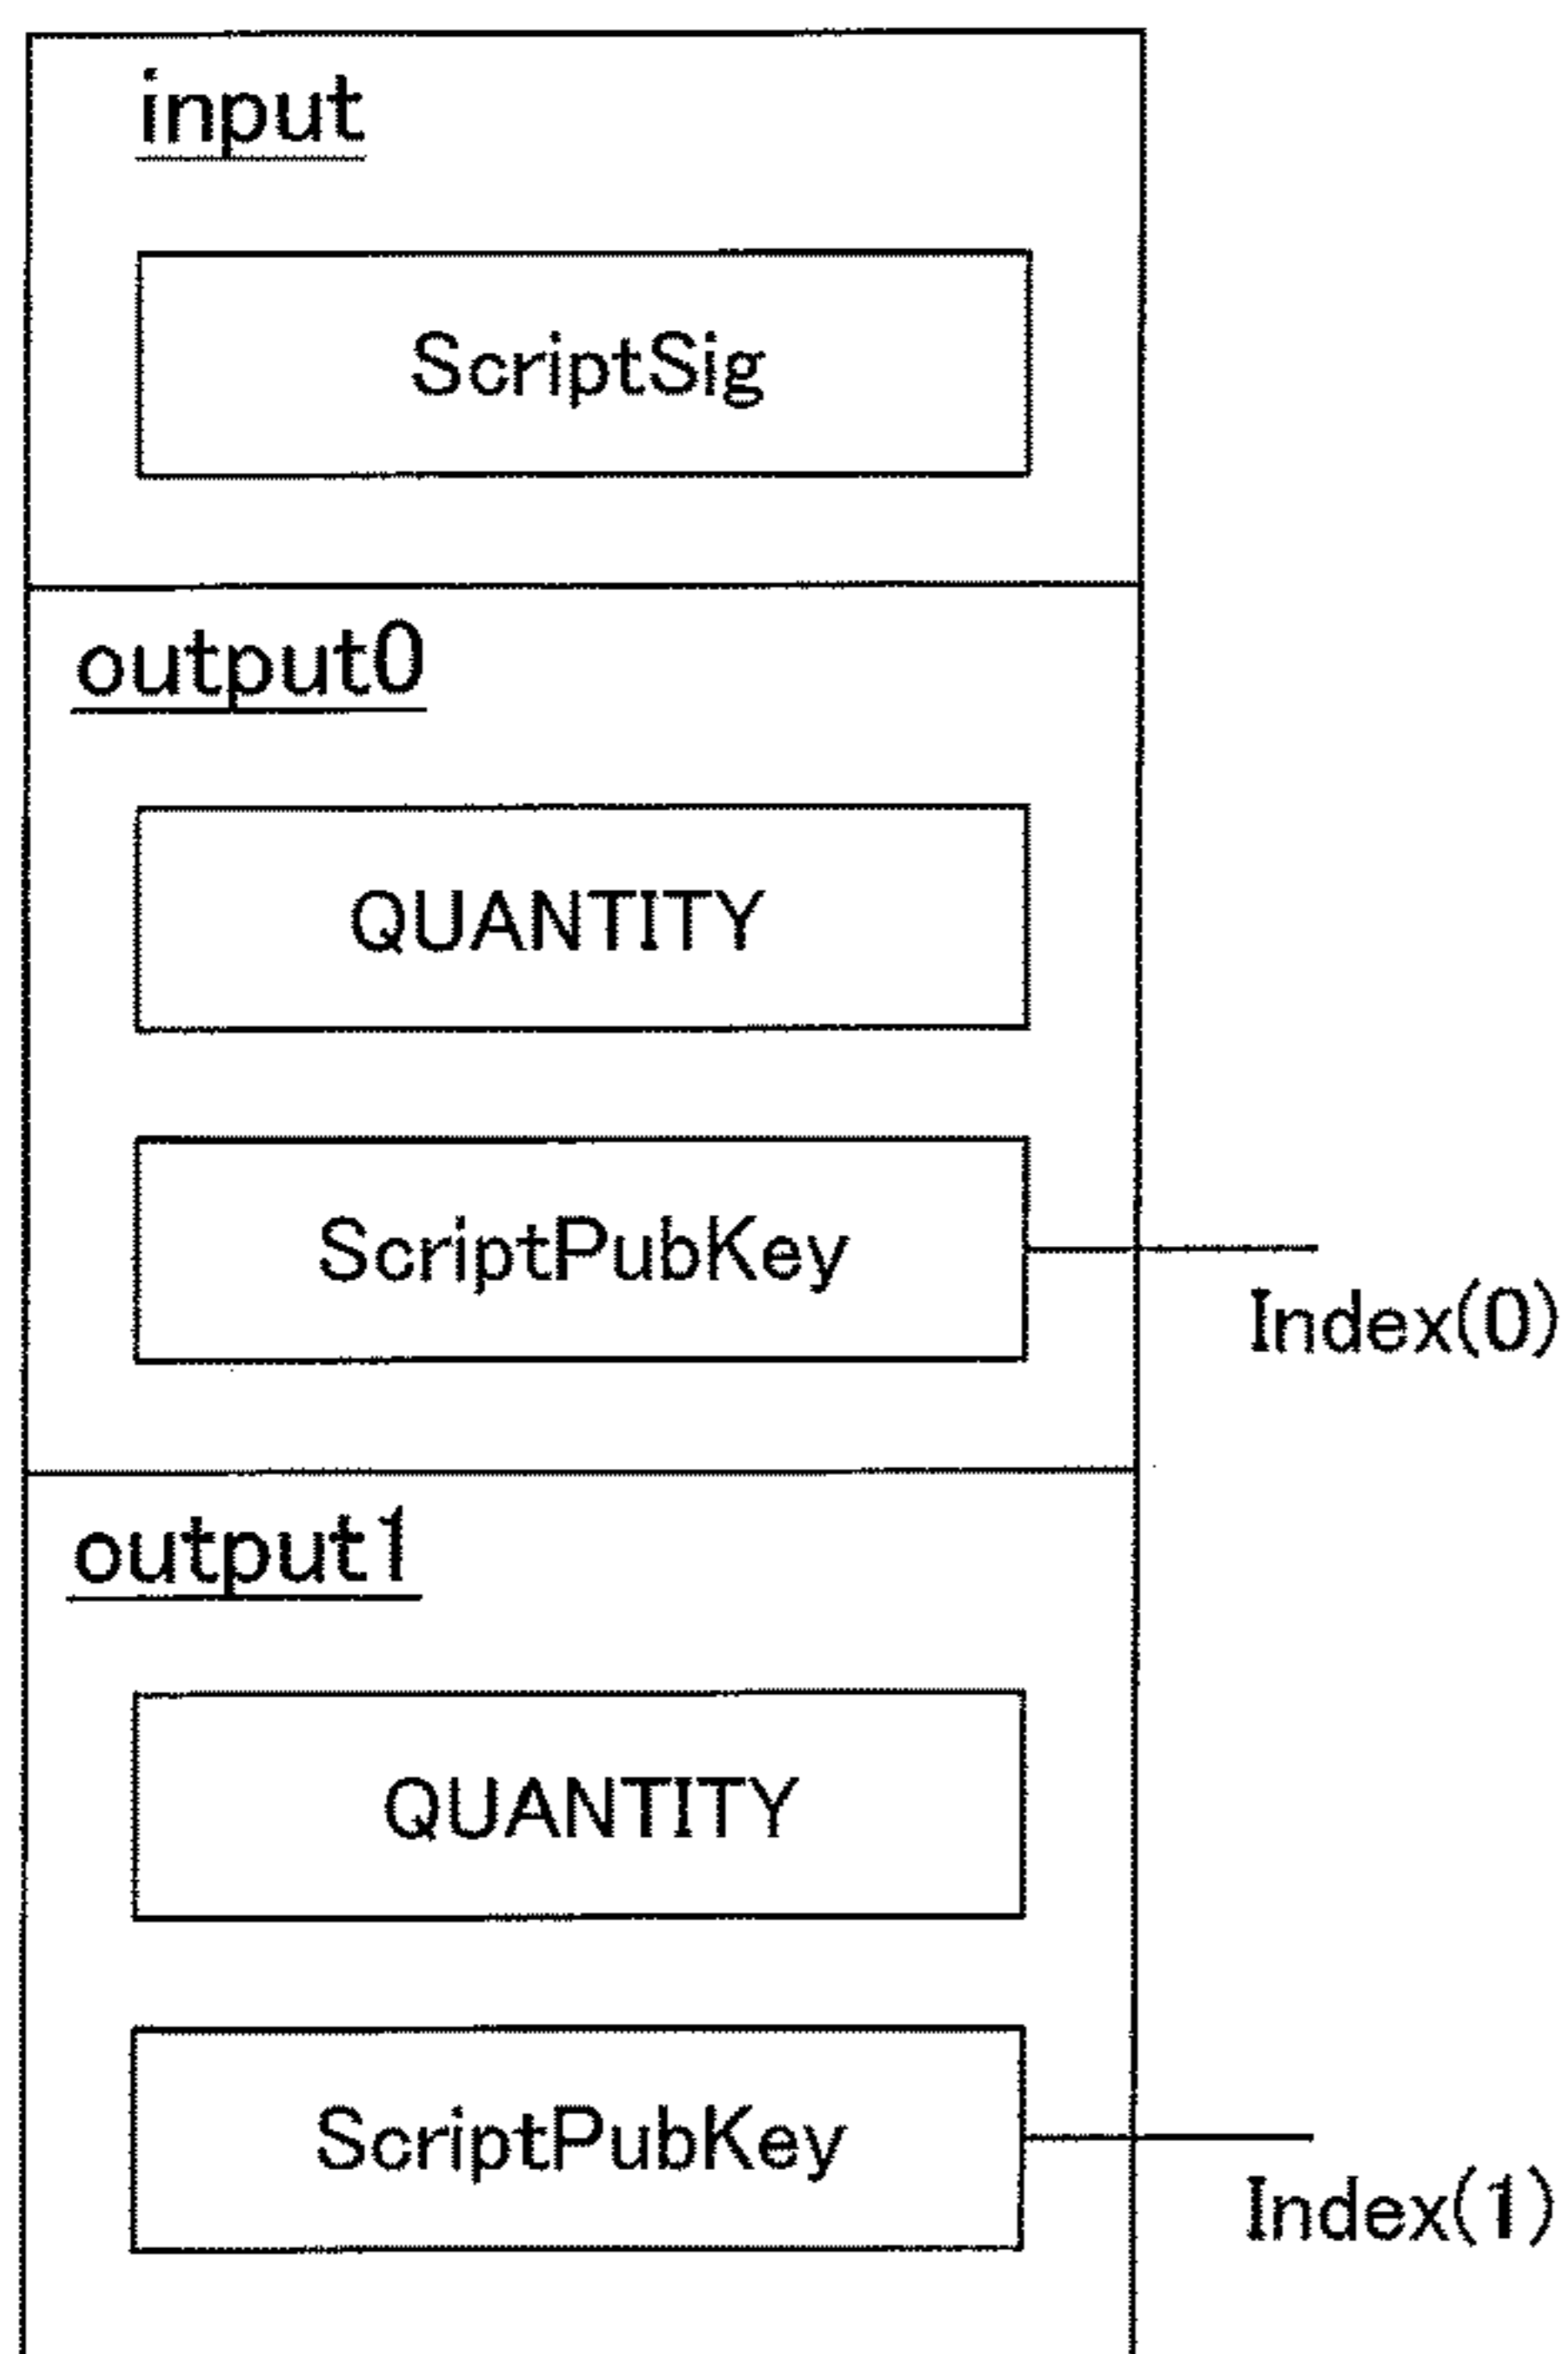 input
ScriptSig
output0
QUANTITY
ScriptPubKey
Index(0)
output1
QUANTITY
ScriptPubKey
Index(1)